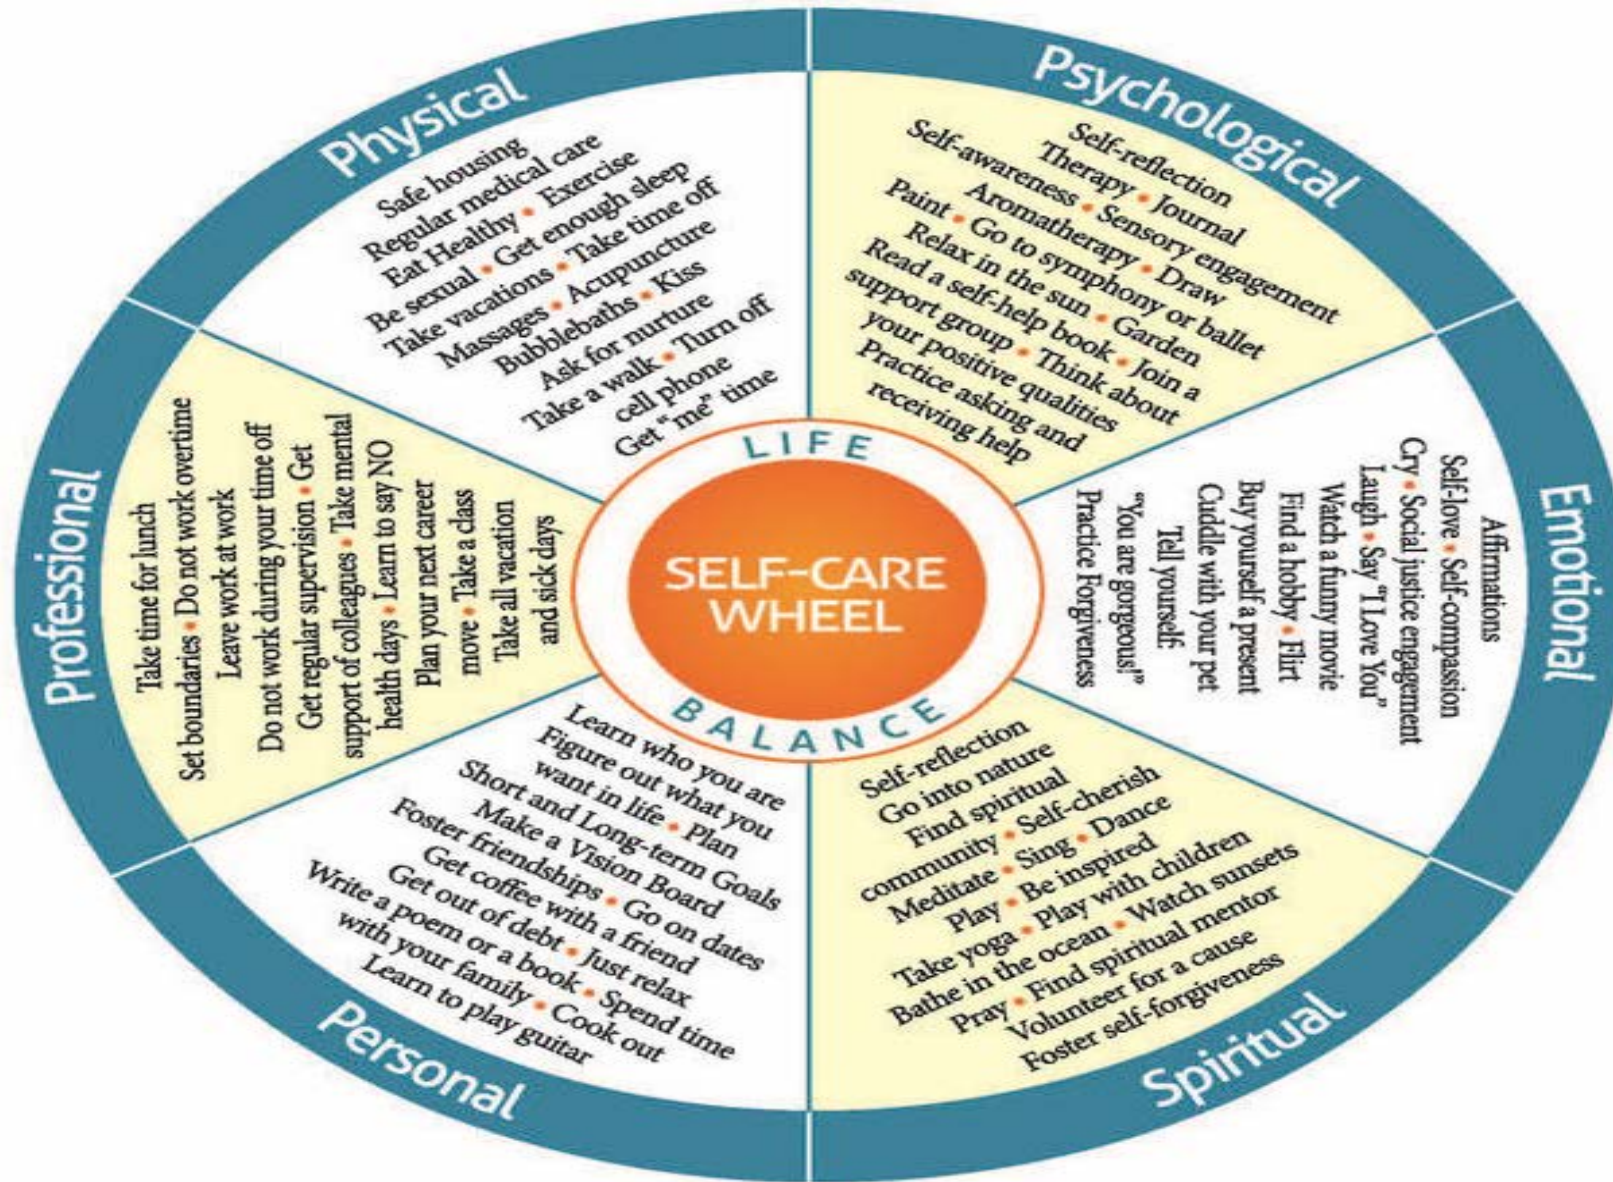 Physical
Safe housing
Regular medical care
Eat Healthy • Exercise
Be sexual • Get enough sleep
Take vacations • Take time off
Massages • Acupuncture
Bubblebaths • Kiss
Ask for nurture
Take a walk • Turn off
cell phone
Get "me" time
Psychological
Self-reflection
Therapy • Journal
Self-awareness • Sensory engagement
Aromatherapy • Draw
Paint • Go to symphony or ballet
Relax in the sun • Garden
Read a self-help book • Join a
support group • Think about
your positive qualities
Practice asking and
receiving help
Emotional
Affirmations
Self-love • Self-compassion
Cry • Social justice engagement
Laugh • Say "I Love You"
Watch a funny movie
Find a hobby • Flirt
Buy yourself a present
Cuddle with your pet
Tell yourself:
"You are gorgeous!"
Practice Forgiveness
Spiritual
Self-reflection
Go into nature
Find spiritual
community • Self-cherish
Meditate • Sing • Dance
Play • Be inspired
Take yoga • Play with children
Bathe in the ocean • Watch sunsets
Pray • Find spiritual mentor
Volunteer for a cause
Foster self-forgiveness
Personal
Learn who you are
Figure out what you
want in life • Plan
Short and Long-term Goals
Make a Vision Board
Foster friendships • Go on dates
Get coffee with a friend
Get out of debt • Just relax
Write a poem or a book • Spend time
with your family • Cook out
Learn to play guitar
Professional
Take time for lunch
Set boundaries • Do not work overtime
Leave work at work
Do not work during your time off
Get regular supervision • Get
support of colleagues • Take mental
health days • Learn to say NO
Plan your next career
move • Take a class
Take all vacation
and sick days
LIFE
SELF-CARE
WHEEL
BALANCE